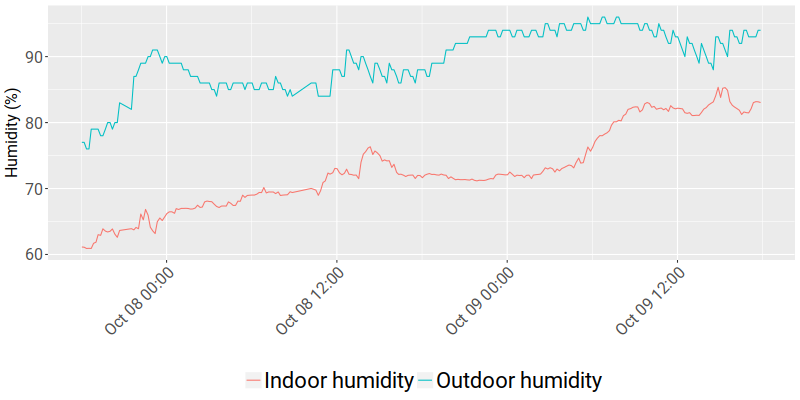 Humidity (%)
90
80
70
60
Oct 08 00:00
Oct 08 12:00
Oct 09 00:00
Oct 09 12:00
Indoor humidity
Outdoor humidity